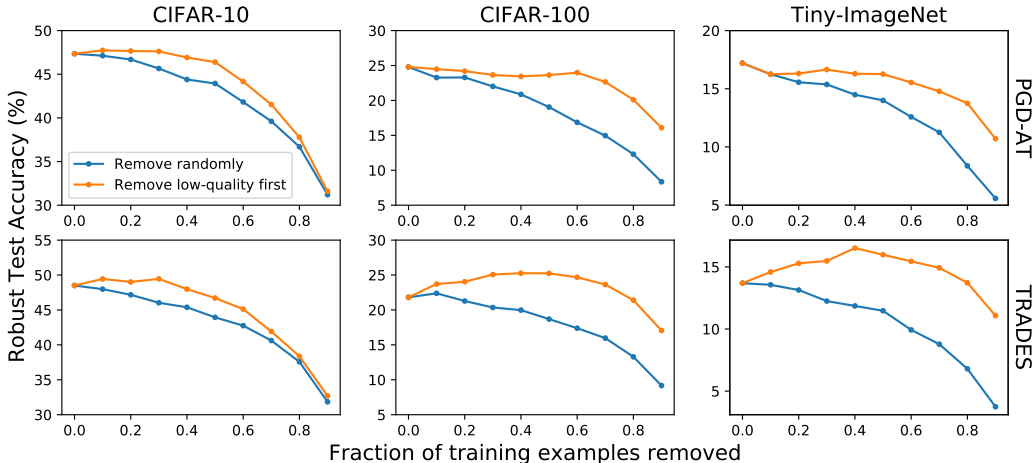 CIFAR-10
CIFAR-100
Tiny-ImageNet
Robust Test Accuracy (%)
50
45
40
35
30
0.0 0.2 0.4 0.6 0.8
Remove randomly
Remove low-quality first
30
25
20
15
10
5
0.0 0.2 0.4 0.6 0.8
20
15
10
5
0.0 0.2 0.4 0.6 0.8
PGD-AT
55
50
45
40
35
30
0.0 0.2 0.4 0.6 0.8
30
25
20
15
10
5
0.0 0.2 0.4 0.6 0.8
15
10
5
0.0 0.2 0.4 0.6 0.8
TRADES
Fraction of training examples removed